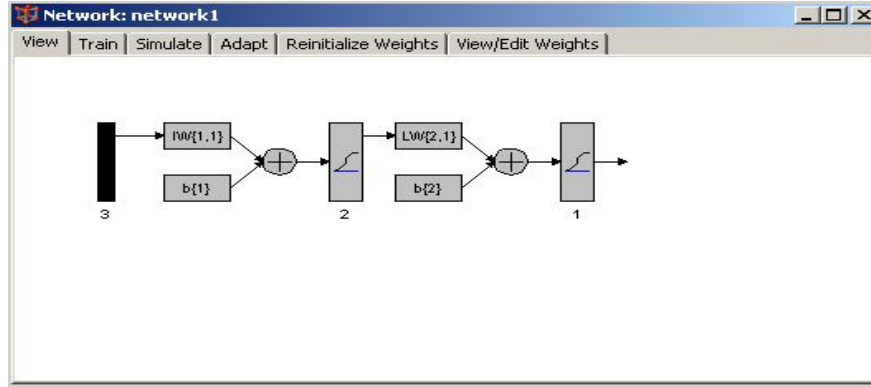 Network: network1
View Train Simulate Adapt Reinitialize Weights View/Edit Weights
IW{1,1} LW{2,1}
b{1} b{2}
3 2 1